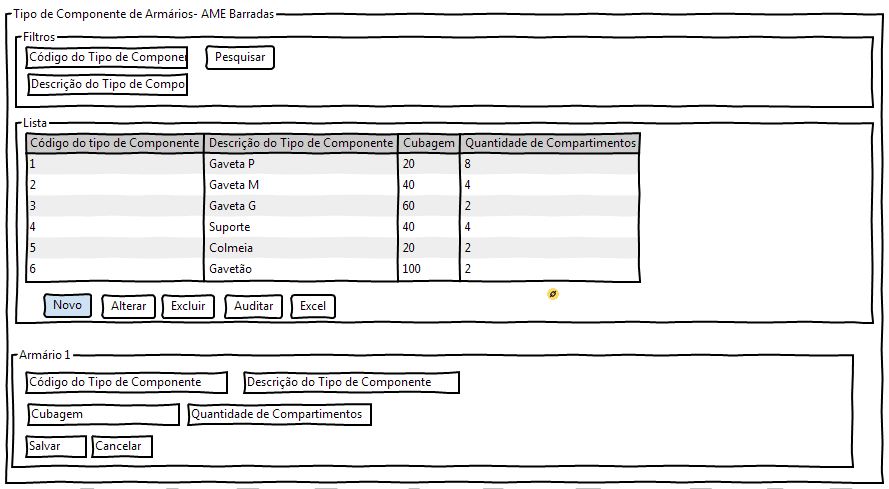 Tipo de Componente de Armários- AME Barradas
Filtros
Código do Tipo de Componen
Pesquisar
Descrição do Tipo de Compo
Lista
Código do tipo de Componente Descrição do Tipo de Componente Cubagem Quantidade de Compartimentos
1 Gaveta P 20 8
2 Gaveta M 40 4
3 Gaveta G 60 2
4 Suporte 40 4
5 Colmeia 20 2
6 Gavetão 100 2
Novo Alterar Excluir Auditar Excel
Armário 1
Código do Tipo de Componente Descrição do Tipo de Componente
Cubagem Quantidade de Compartimentos
Salvar Cancelar